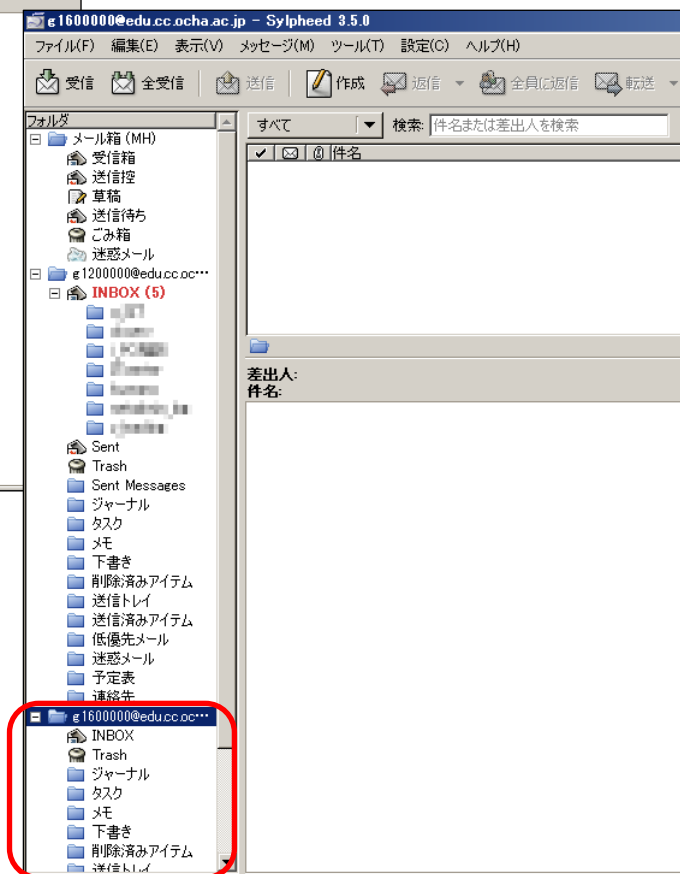 g1600000@edu.cc.ocha.ac.jp - Sylpheed 3.5.0
ファイル(F) 編集(E) 表示(V) メッセージ(M) ツール(T) 設定(C) ヘルプ(H)
受信 全受信 送信 作成 返信 全員に返信 転送
フォルダ
すべて 検索: 件名または差出人を検索
件名
メール箱 (MH)
受信箱
送信控
草稿
送信待ち
ごみ箱
迷惑メール
g1200000@edu.cc.oc…
INBOX (5)
Sent
Trash
Sent Messages
ジャーナル
タスク
メモ
下書き
削除済みアイテム
送信トレイ
送信済みアイテム
低優先メール
迷惑メール
予定表
連絡先
g1600000@edu.cc.oc…
INBOX
Trash
ジャーナル
タスク
メモ
下書き
削除済みアイテム
送信トレイ
差出人:
件名: